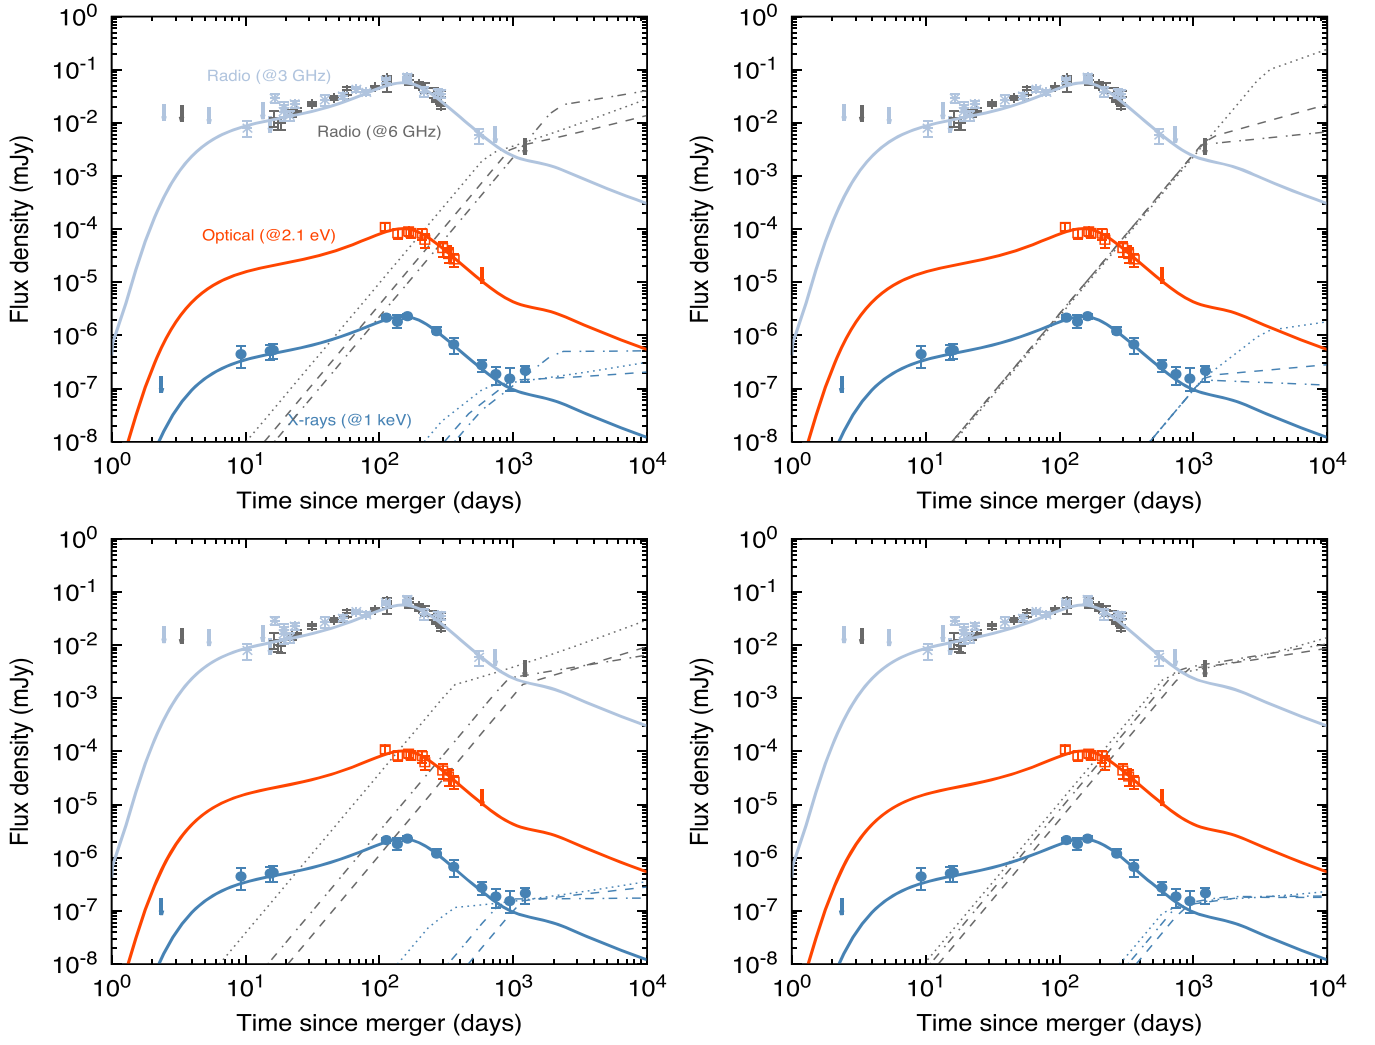 10^0
10^-1
10^-2
10^-3
10^-4
10^-5
10^-6
10^-7
10^-8
Flux density (mJy)
Radio (@3 GHz)
Radio (@6 GHz)
Optical (@2.1 eV)
X-rays (@1 keV)
10^0 10^1 10^2 10^3 10^4
Time since merger (days)
10^0
10^-1
10^-2
10^-3
10^-4
10^-5
10^-6
10^-7
10^-8
Flux density (mJy)
10^0 10^1 10^2 10^3 10^4
Time since merger (days)
10^0
10^-1
10^-2
10^-3
10^-4
10^-5
10^-6
10^-7
10^-8
Flux density (mJy)
10^0 10^1 10^2 10^3 10^4
Time since merger (days)
10^0
10^-1
10^-2
10^-3
10^-4
10^-5
10^-6
10^-7
10^-8
Flux density (mJy)
10^0 10^1 10^2 10^3 10^4
Time since merger (days)